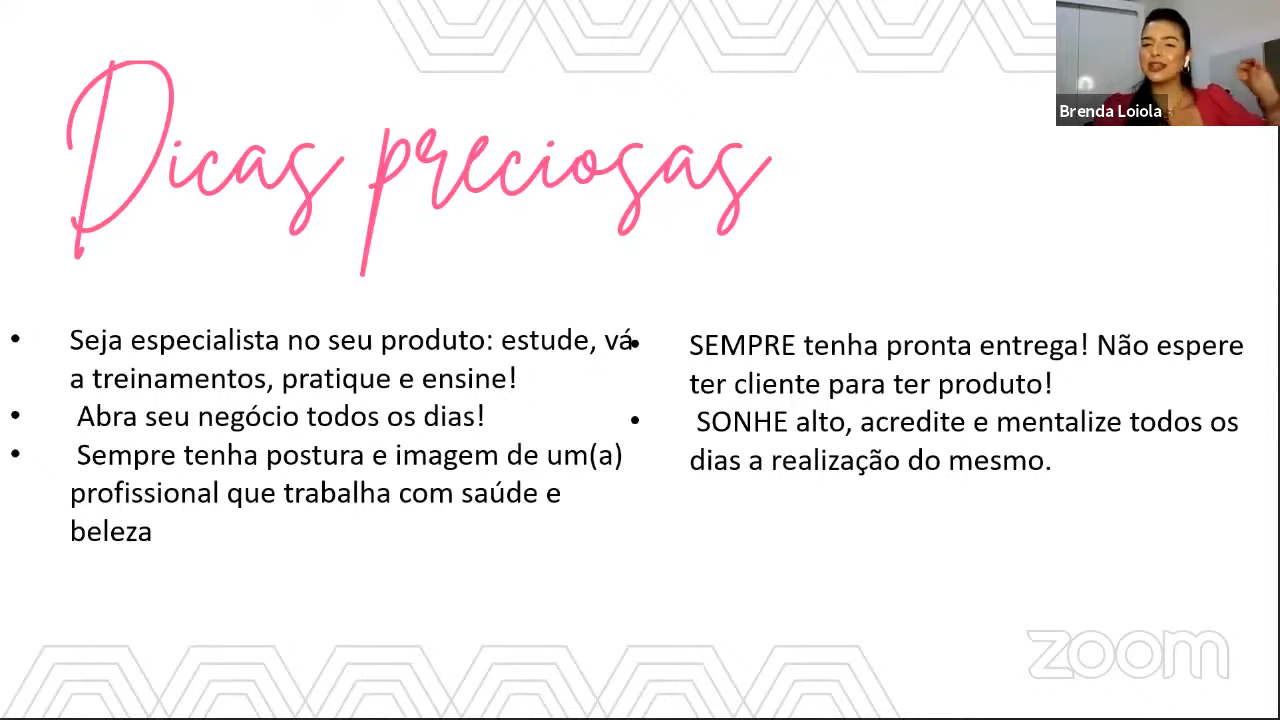 Dicas preciosas
Brenda Loiola
• Seja especialista no seu produto: estude, vá
a treinamentos, pratique e ensine!
• Abra seu negócio todos os dias!
• Sempre tenha postura e imagem de um(a)
profissional que trabalha com saúde e
beleza
• SEMPRE tenha pronta entrega! Não espere
ter cliente para ter produto!
• SONHE alto, acredite e mentalize todos os
dias a realização do mesmo.
zoom